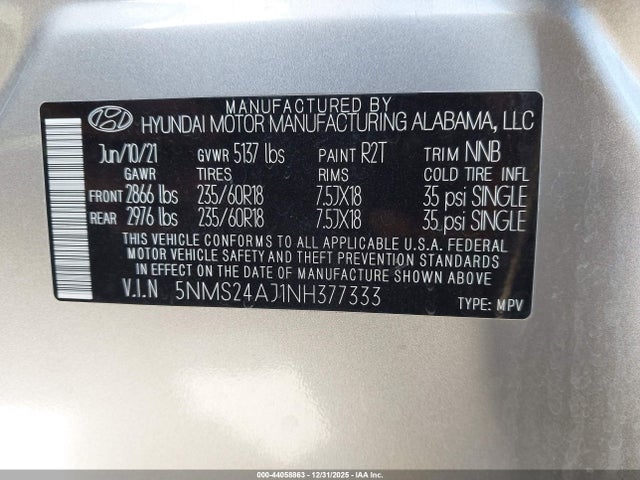 MANUFACTURED BY
HYUNDAI MOTOR MANUFACTURING ALABAMA, LLC
Jun/10/21 GVWR 5137 lbs PAINT R2T TRIM NNB
GAWR TIRES RIMS COLD TIRE INFL
FRONT 2866 lbs 235/60R18 7.5JX18 35 psi SINGLE
REAR 2976 lbs 235/60R18 7.5JX18 35 psi SINGLE
THIS VEHICLE CONFORMS TO ALL APPLICABLE U.S.A. FEDERAL
MOTOR VEHICLE SAFETY AND THEFT PREVENTION STANDARDS
IN EFFECT ON THE DATE OF MANUFACTURE SHOWN ABOVE
V.I.N 5NMS24AJ1NH377333 TYPE: MPV
000-44058863 - 12/31/2025 - IAA Inc.